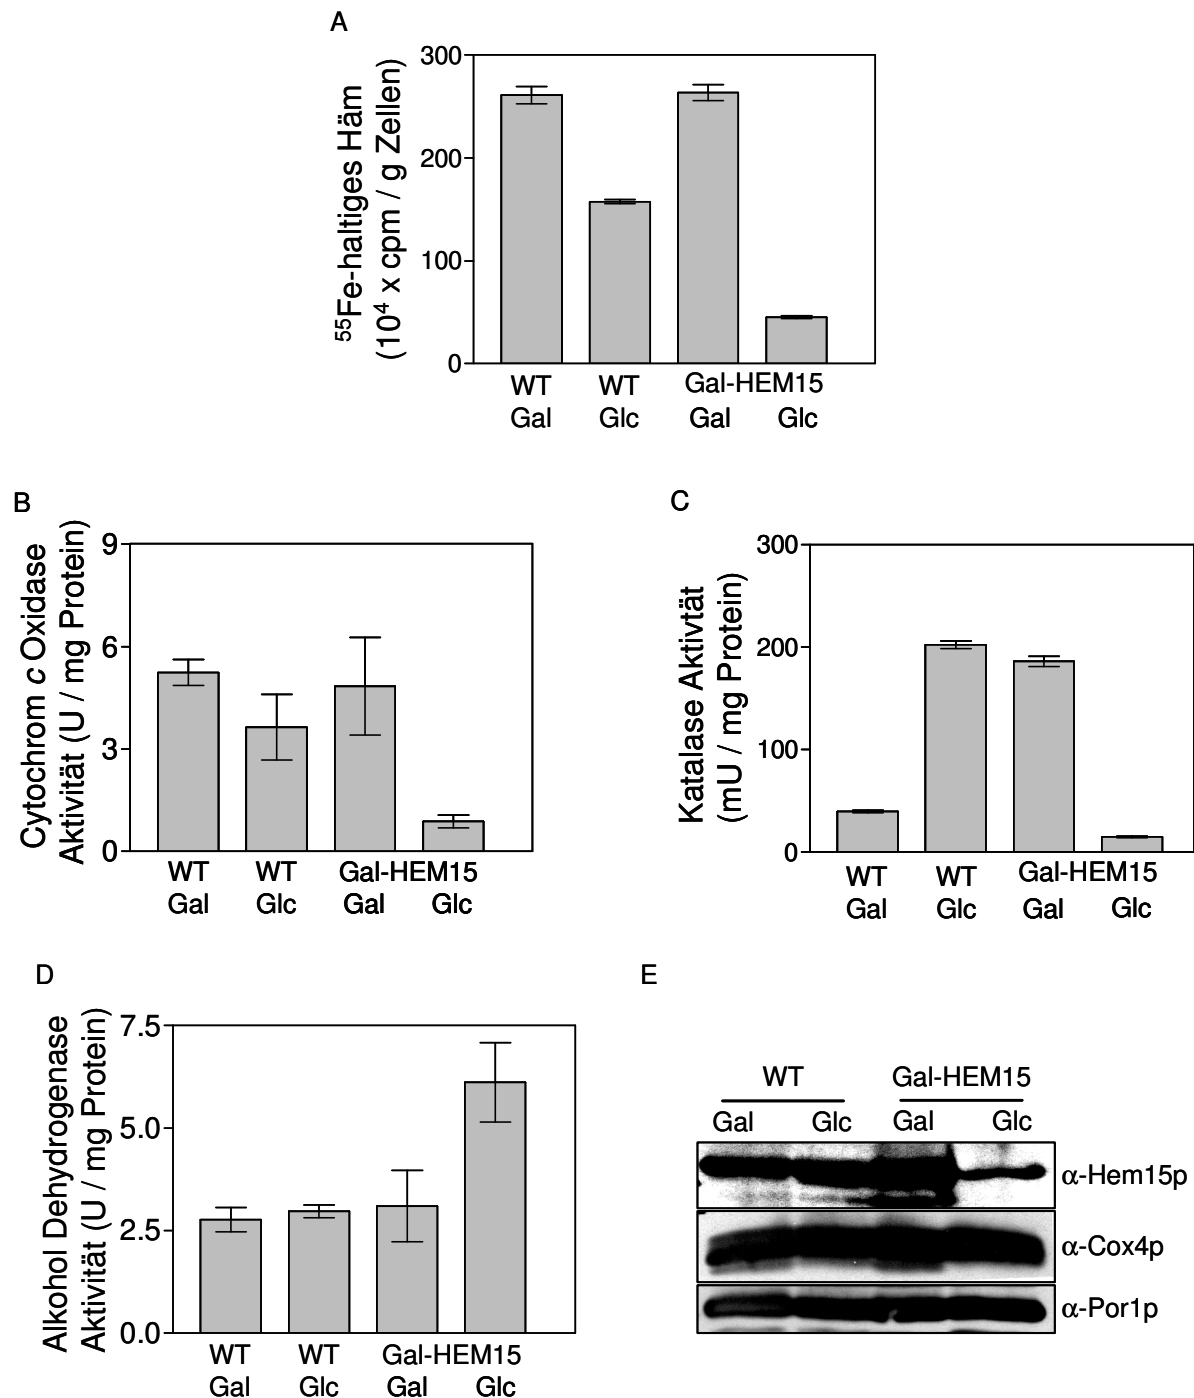 A
⁵⁵Fe-haltiges Häm
(10⁴ x cpm / g Zellen)
300
200
100
0
WT WT Gal-HEM15
Gal Glc Gal Glc
B
Cytochrom c Oxidase
Aktivität (U / mg Protein)
9
6
3
0
WT WT Gal-HEM15
Gal Glc Gal Glc
C
Katalase Aktivtät
(mU / mg Protein)
300
200
100
0
WT WT Gal-HEM15
Gal Glc Gal Glc
D
Alkohol Dehydrogenase
Aktivität (U / mg Protein)
7.5
5.0
2.5
0.0
WT WT Gal-HEM15
Gal Glc Gal Glc
E
WT Gal-HEM15
Gal Glc Gal Glc
α-Hem15p
α-Cox4p
α-Por1p